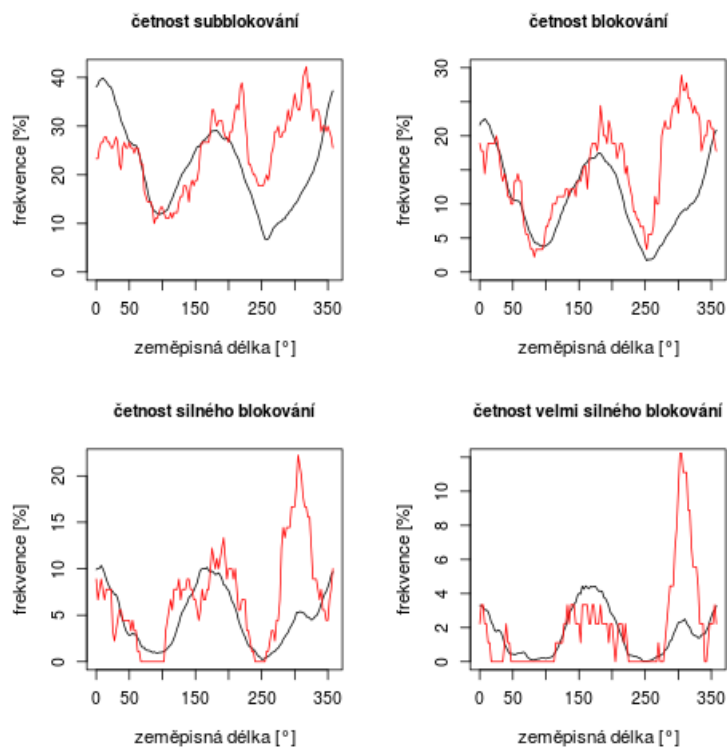 četnost subblokování
frekvence [%]
0 10 20 30 40
0 50 150 250 350
zeměpisná délka [°]
četnost blokování
frekvence [%]
0 5 10 20 30
0 50 150 250 350
zeměpisná délka [°]
četnost silného blokování
frekvence [%]
0 5 10 15 20
0 50 150 250 350
zeměpisná délka [°]
četnost velmi silného blokování
frekvence [%]
0 2 4 6 8 10
0 50 150 250 350
zeměpisná délka [°]